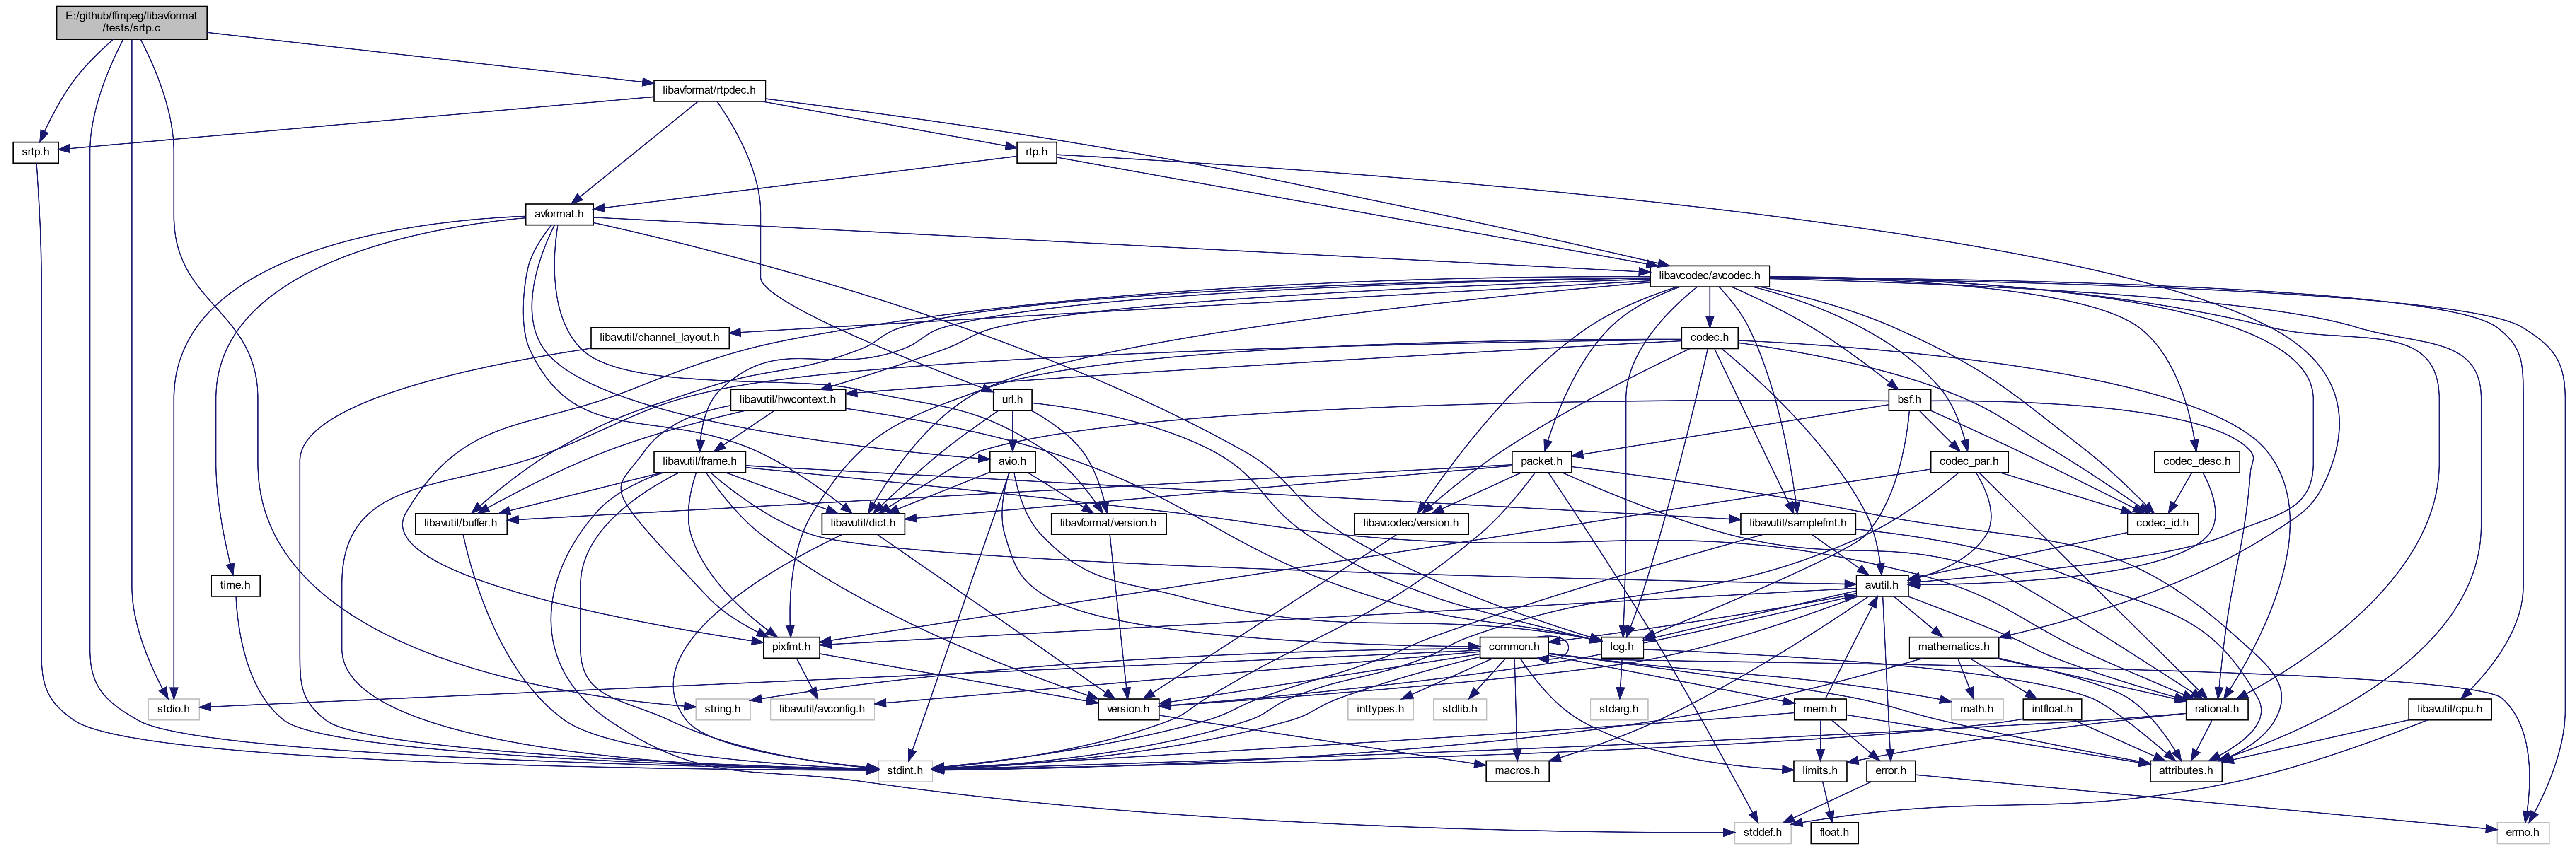 E:/github/ffmpeg/libavformat
/tests/srtp.c
libavformat/rtpdec.h
srtp.h
rtp.h
avformat.h
libavcodec/avcodec.h
libavutil/channel_layout.h
codec.h
libavutil/hwcontext.h
url.h
bsf.h
libavutil/frame.h
avio.h
packet.h
codec_par.h
codec_desc.h
libavutil/buffer.h
libavutil/dict.h
libavformat/version.h
libavcodec/version.h
libavutil/samplefmt.h
codec_id.h
time.h
avutil.h
pixfmt.h
common.h
log.h
mathematics.h
stdio.h
string.h
libavutil/avconfig.h
version.h
inttypes.h
stdlib.h
stdarg.h
mem.h
math.h
intfloat.h
rational.h
libavutil/cpu.h
stdint.h
macros.h
limits.h
error.h
attributes.h
stddef.h
float.h
errno.h